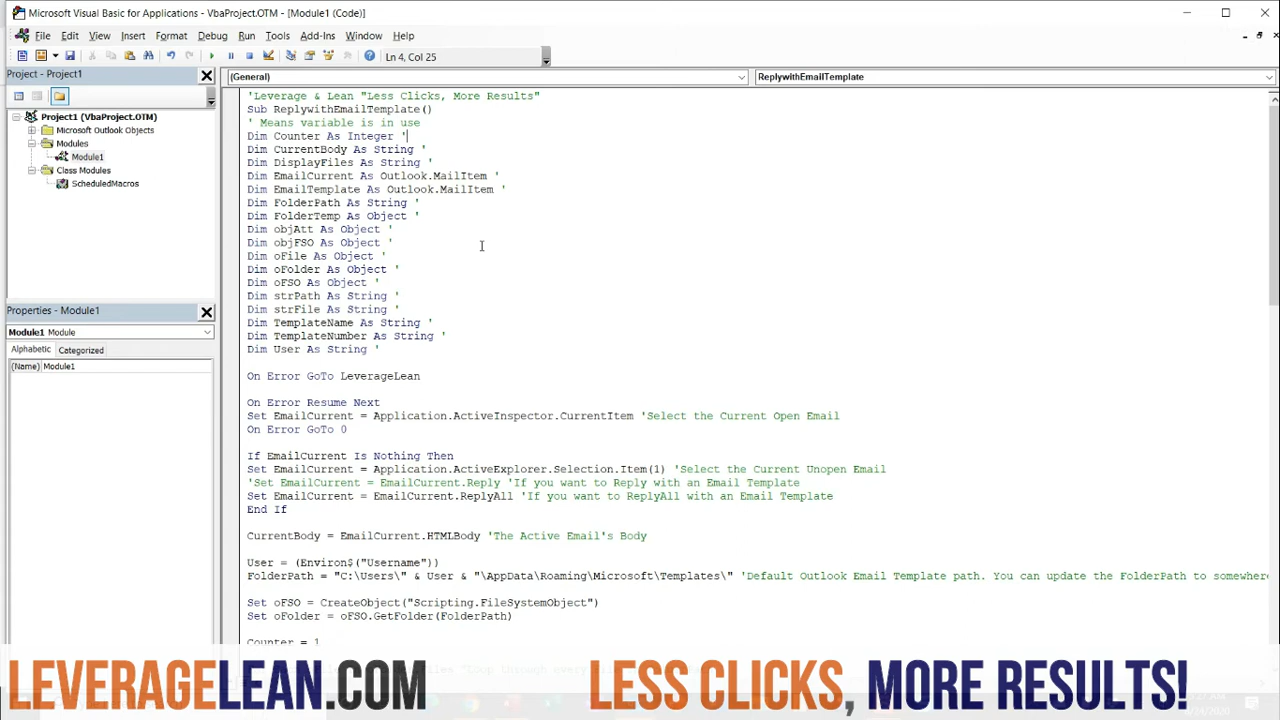 Microsoft Visual Basic for Applications - VbaProject.OTM - [Module1 (Code)]
File Edit View Insert Format Debug Run Tools Add-Ins Window Help
Ln 4, Col 25
Project - Project1
(General)
ReplywithEmailTemplate
Project1 (VbaProject.OTM)
Microsoft Outlook Objects
Modules
Module1
Class Modules
ScheduledMacros
Properties - Module1
Module1 Module
Alphabetic Categorized
(Name) Module1
'Leverage & Lean "Less Clicks, More Results"
Sub ReplywithEmailTemplate()
' Means variable is in use
Dim Counter As Integer '
Dim CurrentBody As String '
Dim DisplayFiles As String '
Dim EmailCurrent As Outlook.MailItem '
Dim EmailTemplate As Outlook.MailItem '
Dim FolderPath As String '
Dim FolderTemp As Object '
Dim objAtt As Object '
Dim objFSO As Object '
Dim oFile As Object '
Dim oFolder As Object '
Dim oFSO As Object '
Dim strPath As String '
Dim strFile As String '
Dim TemplateName As String '
Dim TemplateNumber As String '
Dim User As String '
On Error GoTo LeverageLean
On Error Resume Next
Set EmailCurrent = Application.ActiveInspector.CurrentItem 'Select the Current Open Email
On Error GoTo 0
If EmailCurrent Is Nothing Then
Set EmailCurrent = Application.ActiveExplorer.Selection.Item(1) 'Select the Current Unopen Email
'Set EmailCurrent = EmailCurrent.Reply 'If you want to Reply with an Email Template
Set EmailCurrent = EmailCurrent.ReplyAll 'If you want to ReplyAll with an Email Template
End If
CurrentBody = EmailCurrent.HTMLBody 'The Active Email's Body
User = (Environ$("Username"))
FolderPath = "C:\Users\" & User & "\AppData\Roaming\Microsoft\Templates\" 'Default Outlook Email Template path. You can update the FolderPath to somewhere
Set oFSO = CreateObject("Scripting.FileSystemObject")
Set oFolder = oFSO.GetFolder(FolderPath)
Counter = 1
LEVERAGELEAN.COM
LESS CLICKS, MORE RESULTS!